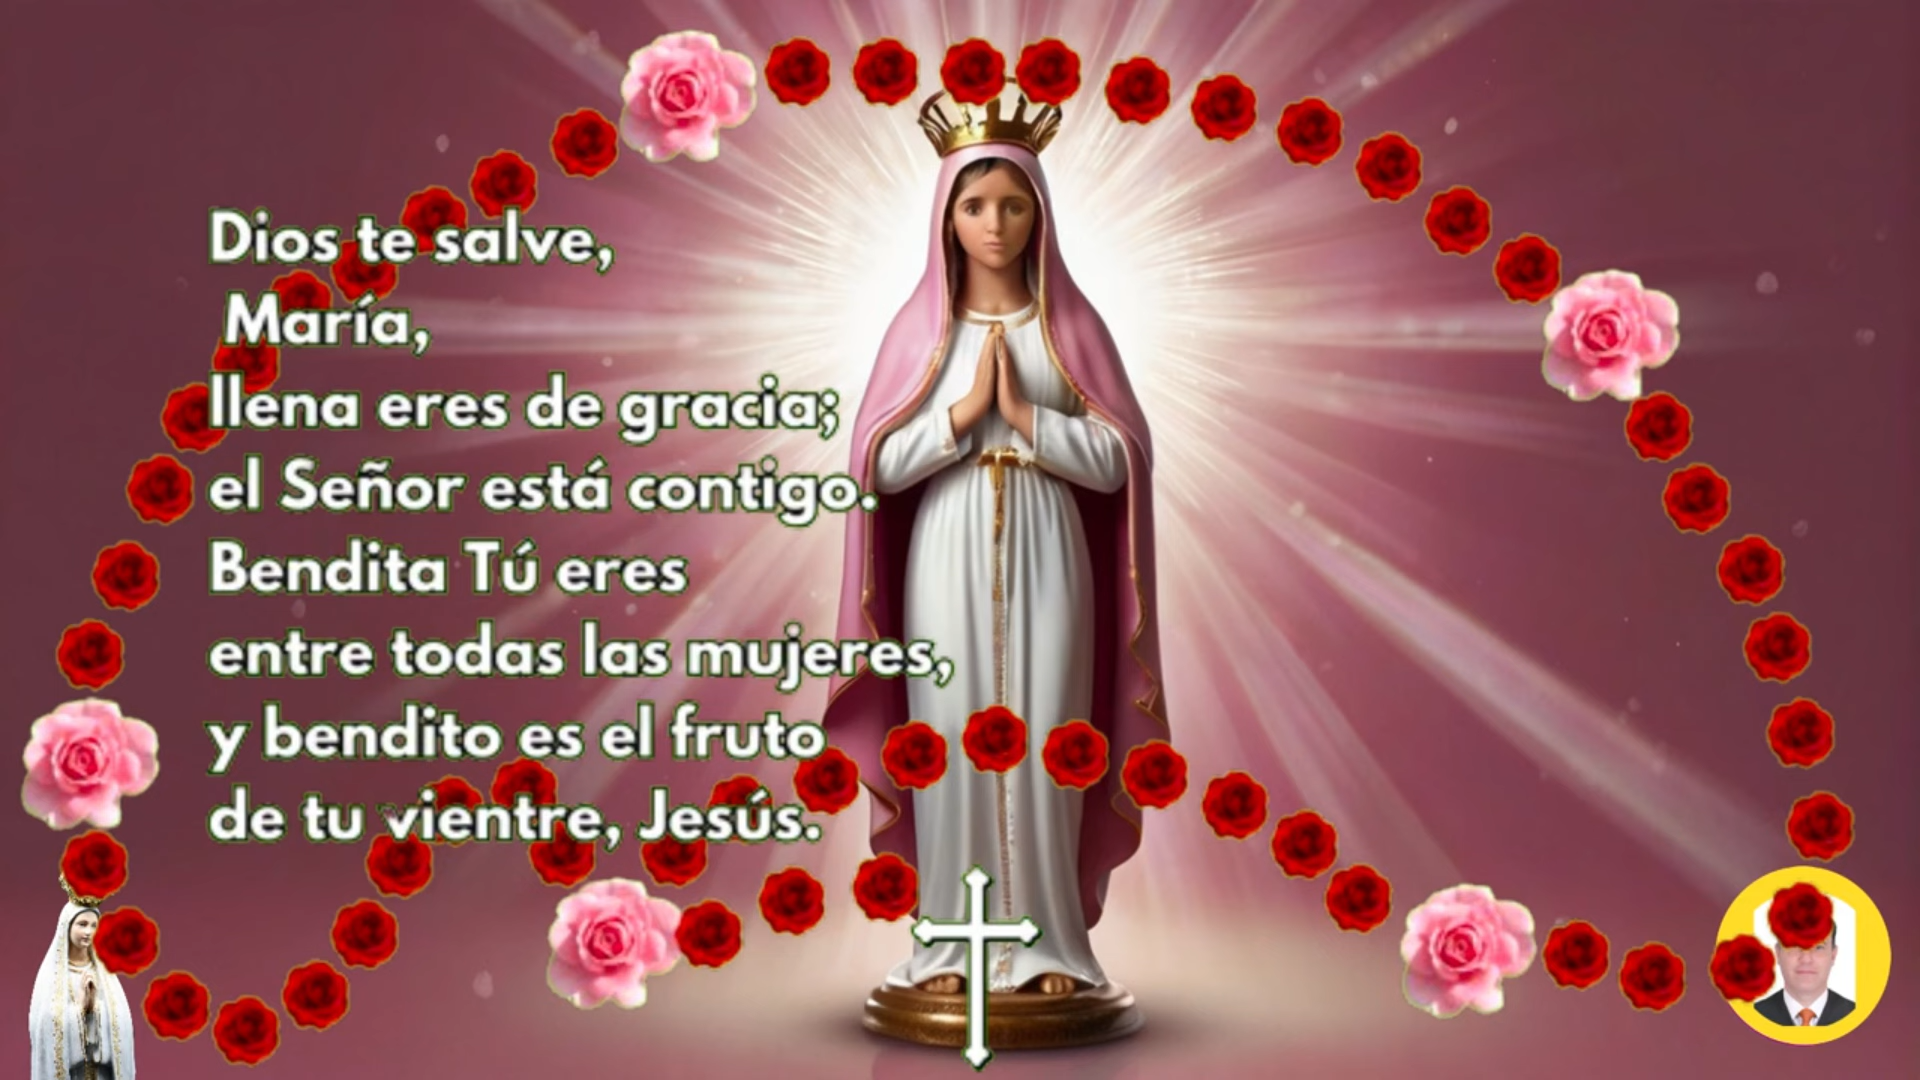 Dios te salve,
María,
llena eres de gracia;
el Señor está contigo.
Bendita Tú eres
entre todas las mujeres,
y bendito es el fruto
de tu vientre, Jesús.